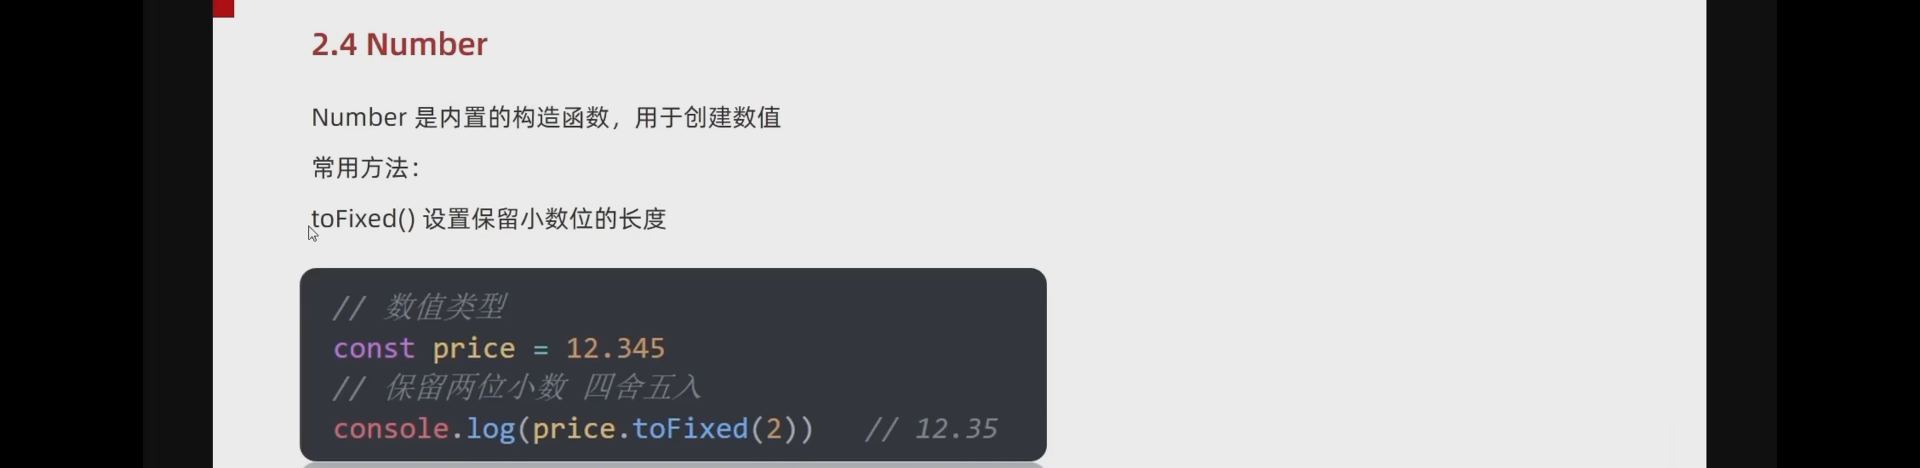 2.4 Number
Number 是内置的构造函数，用于创建数值
常用方法：
toFixed() 设置保留小数位的长度
// 数值类型
const price = 12.345
// 保留两位小数 四舍五入
console.log(price.toFixed(2))   // 12.35